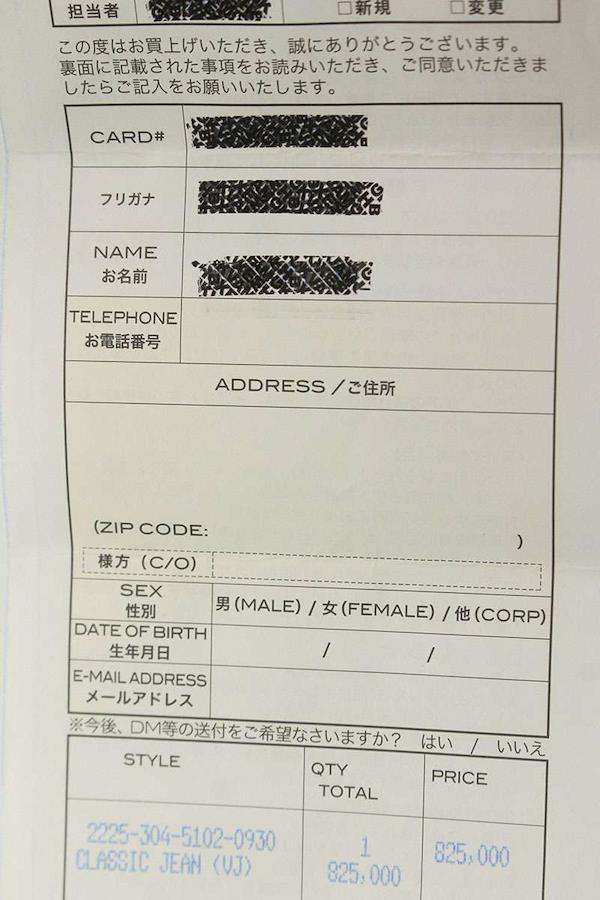 担当者 □新規 □変更
この度はお買上げいただき、誠にありがとうございます。
裏面に記載された事項をお読みいただき、ご同意いただきま
したらご記入をお願いいたします。
CARD#
フリガナ
NAME
お名前
TELEPHONE
お電話番号
ADDRESS /ご住所
(ZIP CODE: )
様方 (C/O)
SEX
性別
男(MALE) / 女(FEMALE) / 他(CORP)
DATE OF BIRTH
生年月日
/ /
E-MAIL ADDRESS
メールアドレス
※今後、DM等の送付をご希望なさいますか? はい / いいえ
STYLE QTY PRICE
TOTAL
2225-304-5102-0930 1 825,000
CLASSIC JEAN (VJ) 825,000